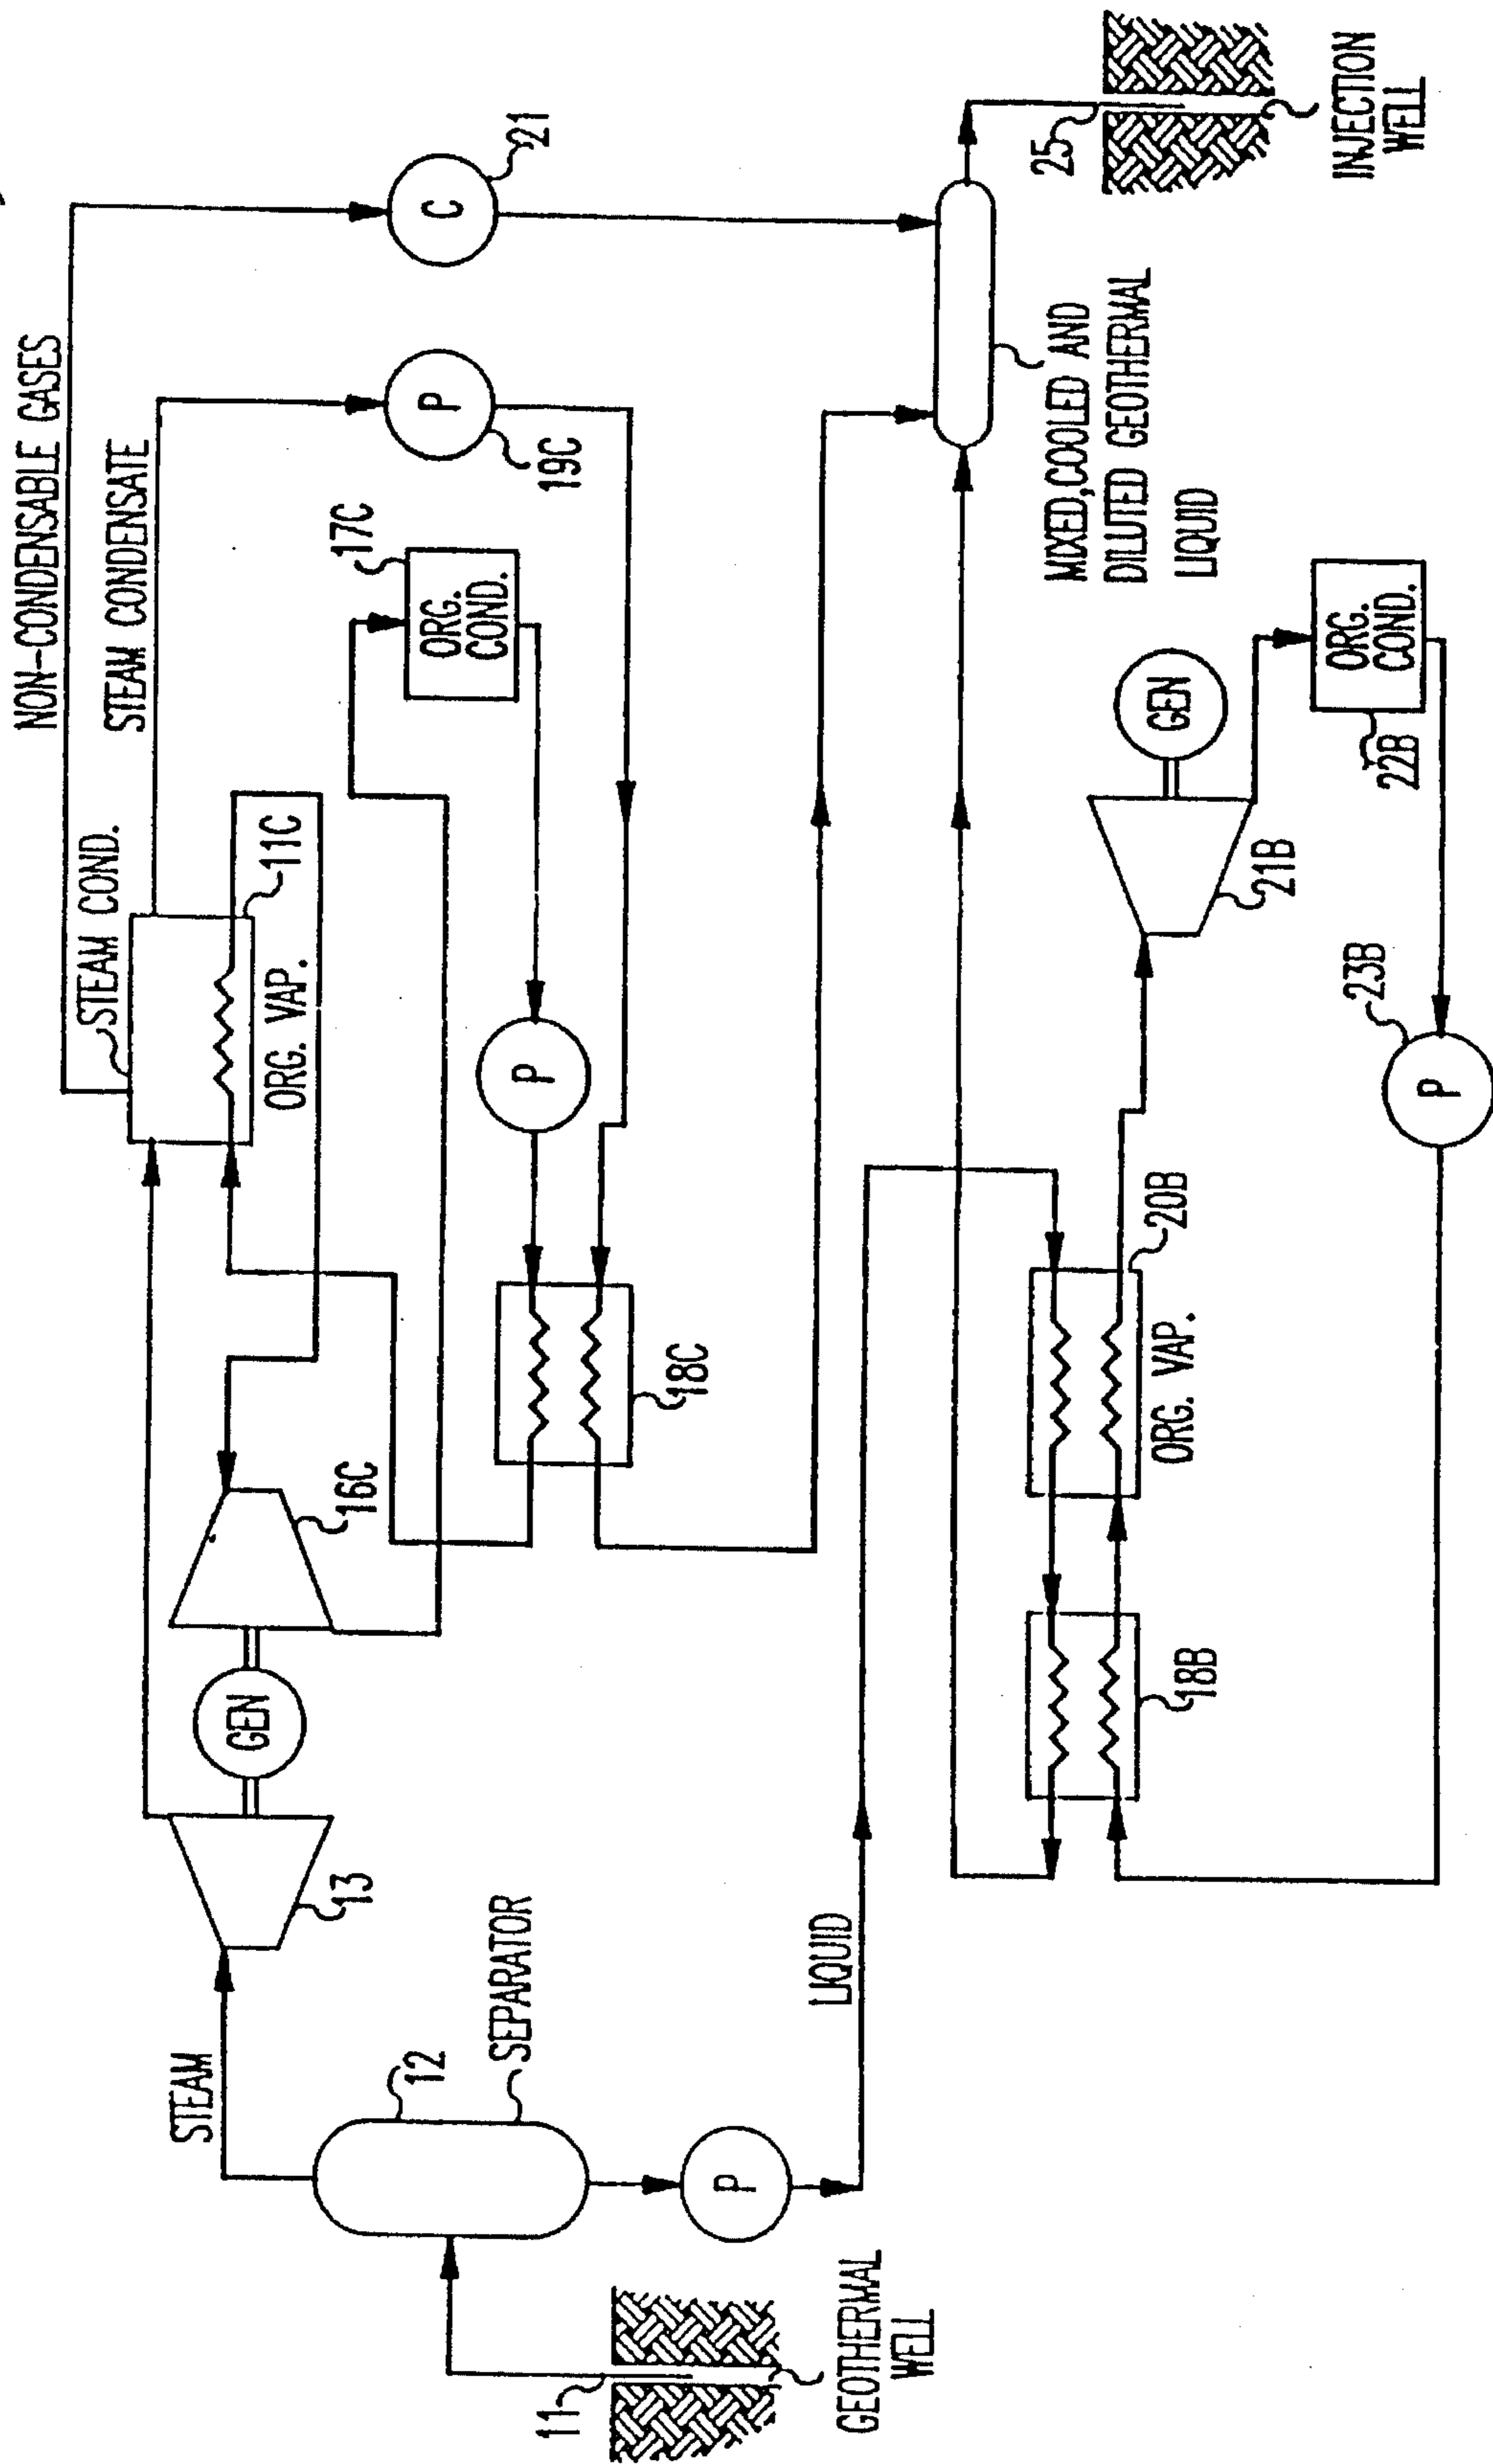 NON-CONDENSABLE GASES
STEAM CONDENSATE
STEAM COND.
11C
ORG. VAP.
C
21
P
19C
17C
ORG.
COND.
P
18C
16C
GEN
13
STEAM
12
SEPARATOR
P
LIQUID
11
GEOTHERMAL
WELL
25
INJECTION
WELL
MIXED, COOLED AND
DILUTED GEOTHERMAL
LIQUID
20B
ORG. VAP.
18B
GEN
21B
ORG.
COND.
22B
23B
P